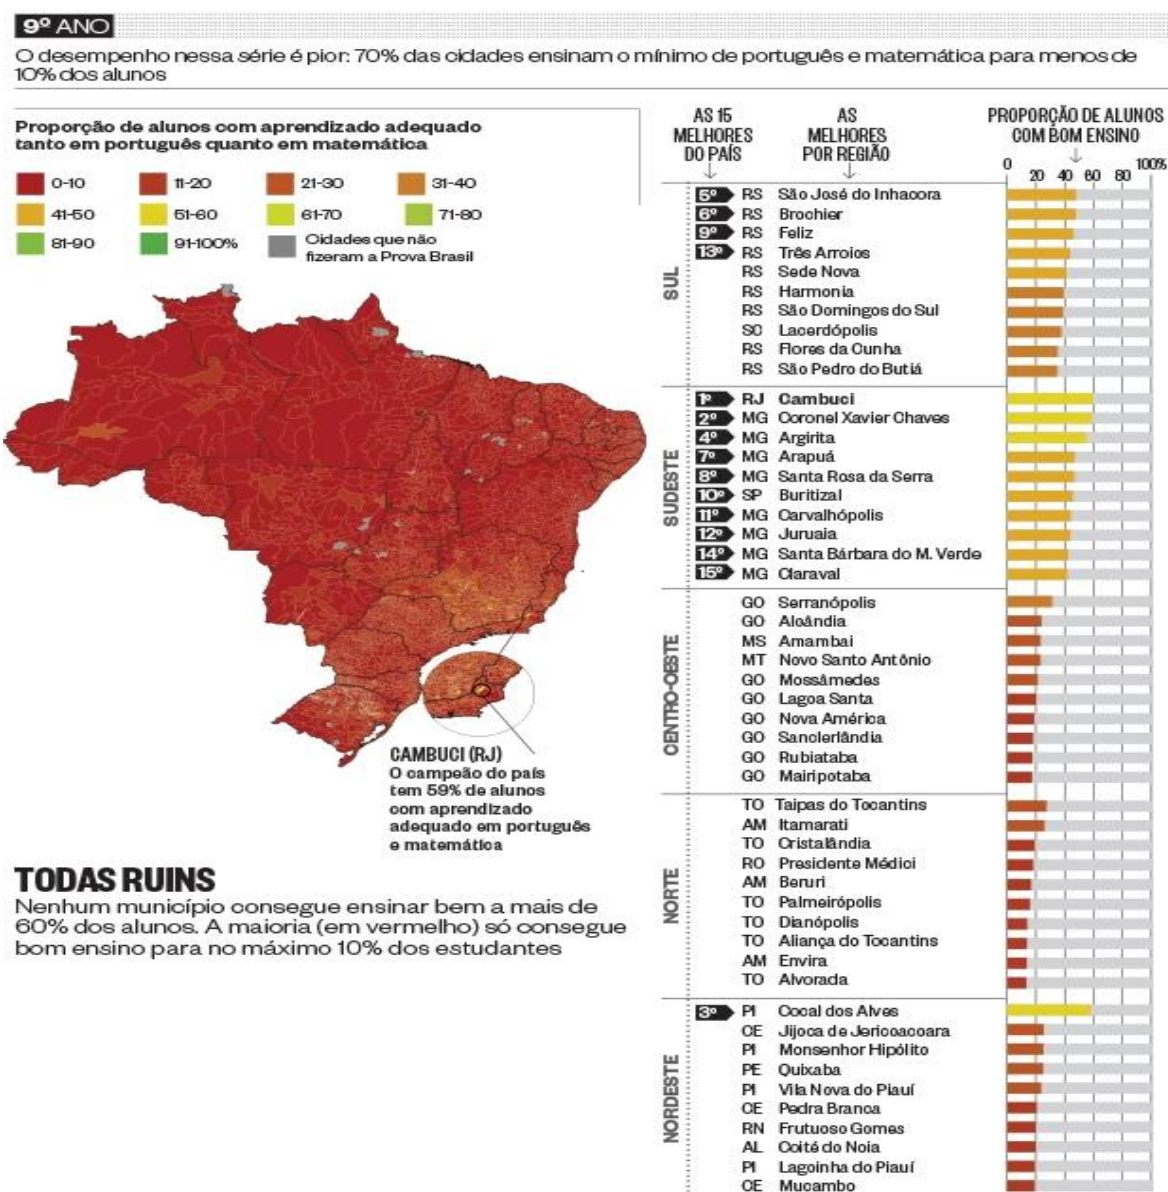 9º ANO
O desempenho nessa série é pior: 70% das cidades ensinam o mínimo de português e matemática para menos de
10% dos alunos
Proporção de alunos com aprendizado adequado
tanto em português quanto em matemática
0-10 11-20 21-30 31-40
41-50 51-60 61-70 71-80
81-90 91-100% Cidades que não
fizeram a Prova Brasil
CAMBUCI (RJ)
O campeão do país
tem 59% de alunos
com aprendizado
adequado em português
e matemática
TODAS RUINS
Nenhum município consegue ensinar bem a mais de
60% dos alunos. A maioria (em vermelho) só consegue
bom ensino para no máximo 10% dos estudantes
AS 15
MELHORES
DO PAÍS
AS
MELHORES
POR REGIÃO
PROPORÇÃO DE ALUNOS
COM BOM ENSINO
0 20 40 60 80 100%
SUL
5º RS São José do Inhacora
6º RS Brochier
9º RS Feliz
13º RS Três Arroios
RS Sede Nova
RS Harmonia
RS São Domingos do Sul
SC Lacerdópolis
RS Flores da Cunha
RS São Pedro do Butiá
SUDESTE
1º RJ Cambuci
2º MG Coronel Xavier Chaves
4º MG Argirita
7º MG Arapuá
8º MG Santa Rosa da Serra
10º SP Buritizal
11º MG Carvalhópolis
12º MG Juruaia
14º MG Santa Bárbara do M. Verde
15º MG Claraval
CENTRO-OESTE
GO Serranópolis
GO Aloândia
MS Amambai
MT Novo Santo Antônio
GO Mossâmedes
GO Lagoa Santa
GO Nova América
GO Sanclerlândia
GO Rubiataba
GO Mairipotaba
NORTE
TO Taipas do Tocantins
AM Itamarati
TO Cristalândia
RO Presidente Médici
AM Beruri
TO Palmeirópolis
TO Dianópolis
TO Aliança do Tocantins
AM Envira
TO Alvorada
NORDESTE
3º PI Cocal dos Alves
CE Jijoca de Jericoacoara
PI Monsenhor Hipólito
PE Quixaba
PI Vila Nova do Piauí
CE Pedra Branca
RN Frutuoso Gomes
AL Coité do Noia
PI Lagoinha do Piauí
CE Mucambo